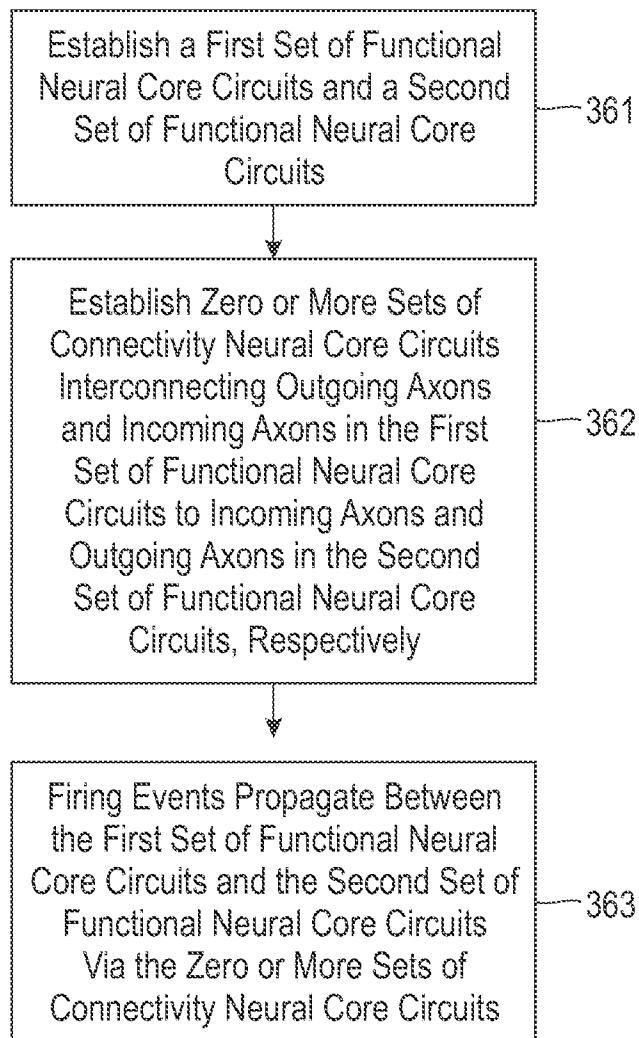 Establish a First Set of Functional
Neural Core Circuits and a Second
Set of Functional Neural Core
Circuits
361
Establish Zero or More Sets of
Connectivity Neural Core Circuits
Interconnecting Outgoing Axons
and Incoming Axons in the First
Set of Functional Neural Core
Circuits to Incoming Axons and
Outgoing Axons in the Second
Set of Functional Neural Core
Circuits, Respectively
362
Firing Events Propagate Between
the First Set of Functional Neural
Core Circuits and the Second Set of
Functional Neural Core Circuits
Via the Zero or More Sets of
Connectivity Neural Core Circuits
363